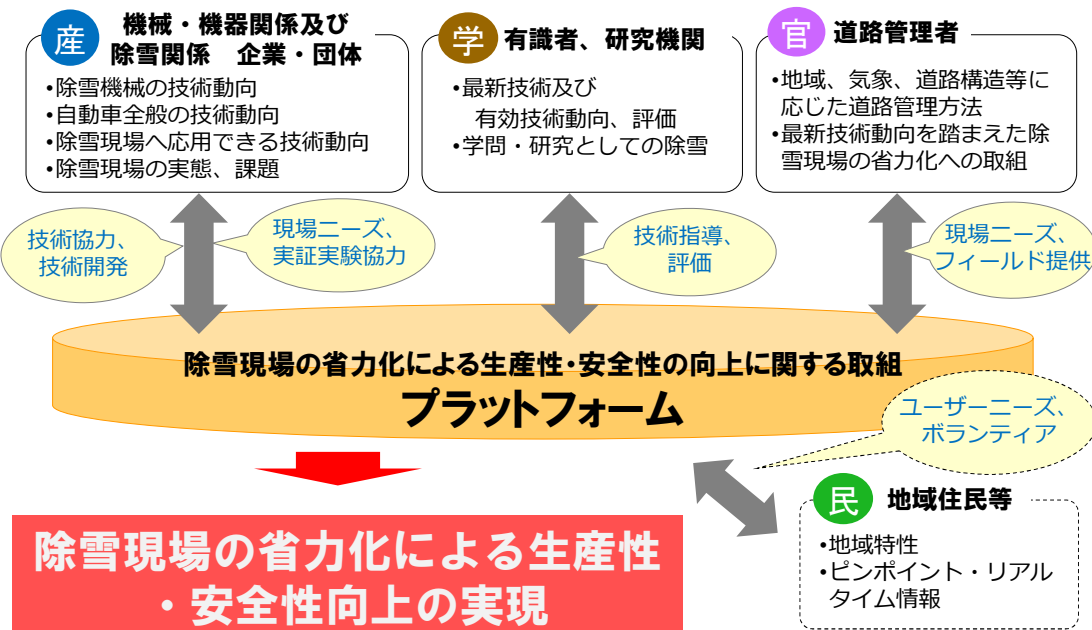 産
機械・機器関係及び
除雪関係　企業・団体
・除雪機械の技術動向
・自動車全般の技術動向
・除雪現場へ応用できる技術動向
・除雪現場の実態、課題
学
有識者、研究機関
・最新技術及び
有効技術動向、評価
・学問・研究としての除雪
官
道路管理者
・地域、気象、道路構造等に
応じた道路管理方法
・最新技術動向を踏まえた除
雪現場の省力化への取組
技術協力、
技術開発
現場ニーズ、
実証実験協力
技術指導、
評価
現場ニーズ、
フィールド提供
除雪現場の省力化による生産性・安全性の向上に関する取組
プラットフォーム
ユーザーニーズ、
ボランティア
民
地域住民等
・地域特性
・ピンポイント・リアル
タイム情報
除雪現場の省力化による生産性
・安全性向上の実現